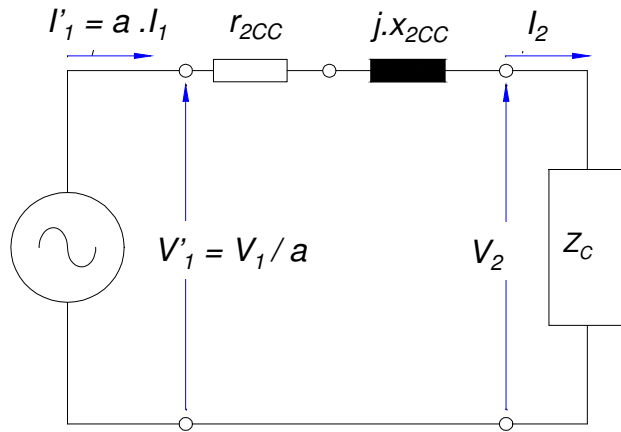 I'1 = a .I1
r2CC
j.x2CC
I2
V'1 = V1 / a
V2
ZC